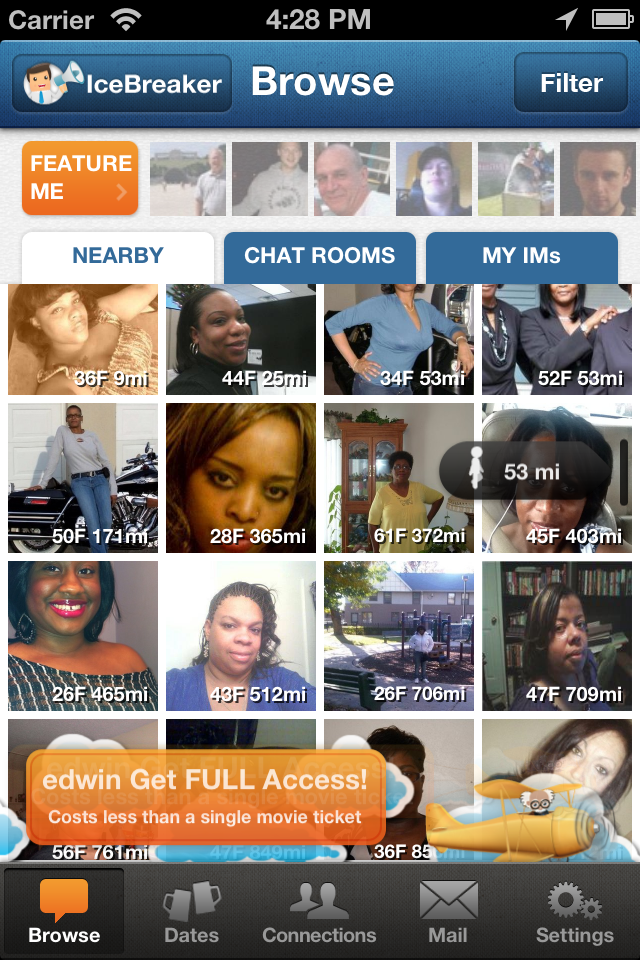 Carrier 4:28 PM
IceBreaker Browse Filter
FEATURE
ME
NEARBY CHAT ROOMS MY IMs
36F 9mi 44F 25mi 34F 53mi 52F 53mi
53 mi
50F 171mi 28F 365mi 61F 372mi 45F 403mi
26F 465mi 43F 512mi 26F 706mi 47F 709mi
edwin Get FULL Access!
Costs less than a single movie ticket
56F 761mi 47F 849mi 36F
Browse Dates Connections Mail Settings